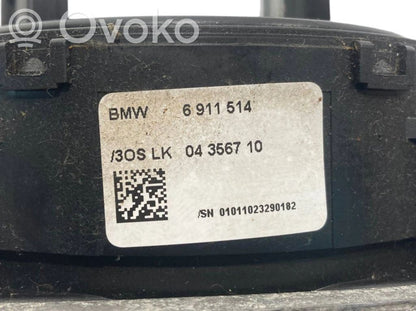 Ovoko
BMW 6 911 514
/3OS LK 04 3567 10
/SN 01011023290182